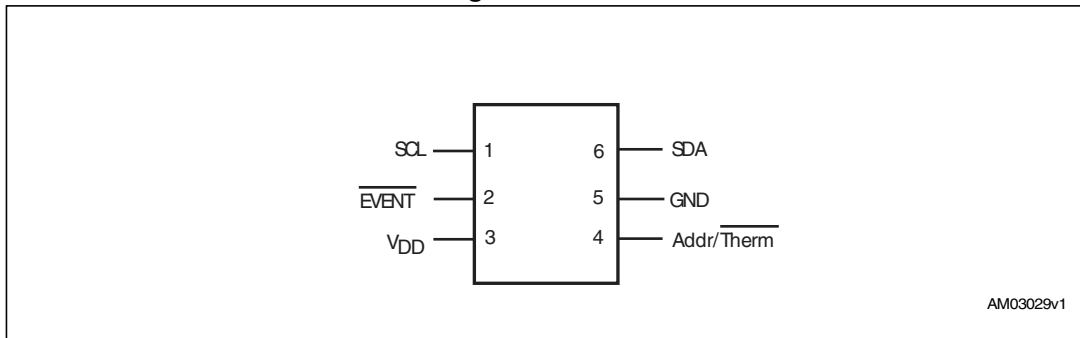 SCL 1 6 SDA
EVENT 2 5 GND
VDD 3 4 Addr/Therm
AM03029v1